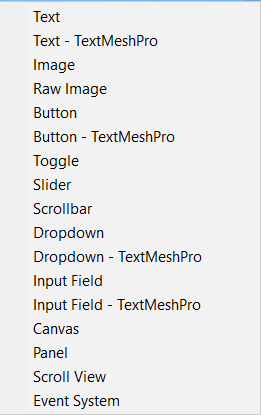 Text
Text - TextMeshPro
Image
Raw Image
Button
Button - TextMeshPro
Toggle
Slider
Scrollbar
Dropdown
Dropdown - TextMeshPro
Input Field
Input Field - TextMeshPro
Canvas
Panel
Scroll View
Event System